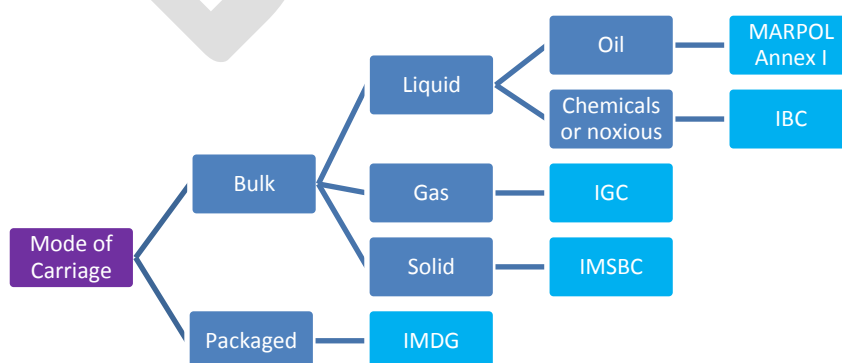 Mode of
Carriage
Bulk
Liquid
Oil
MARPOL
Annex I
Chemicals
or noxious
IBC
Gas
IGC
Solid
IMSBC
Packaged
IMDG